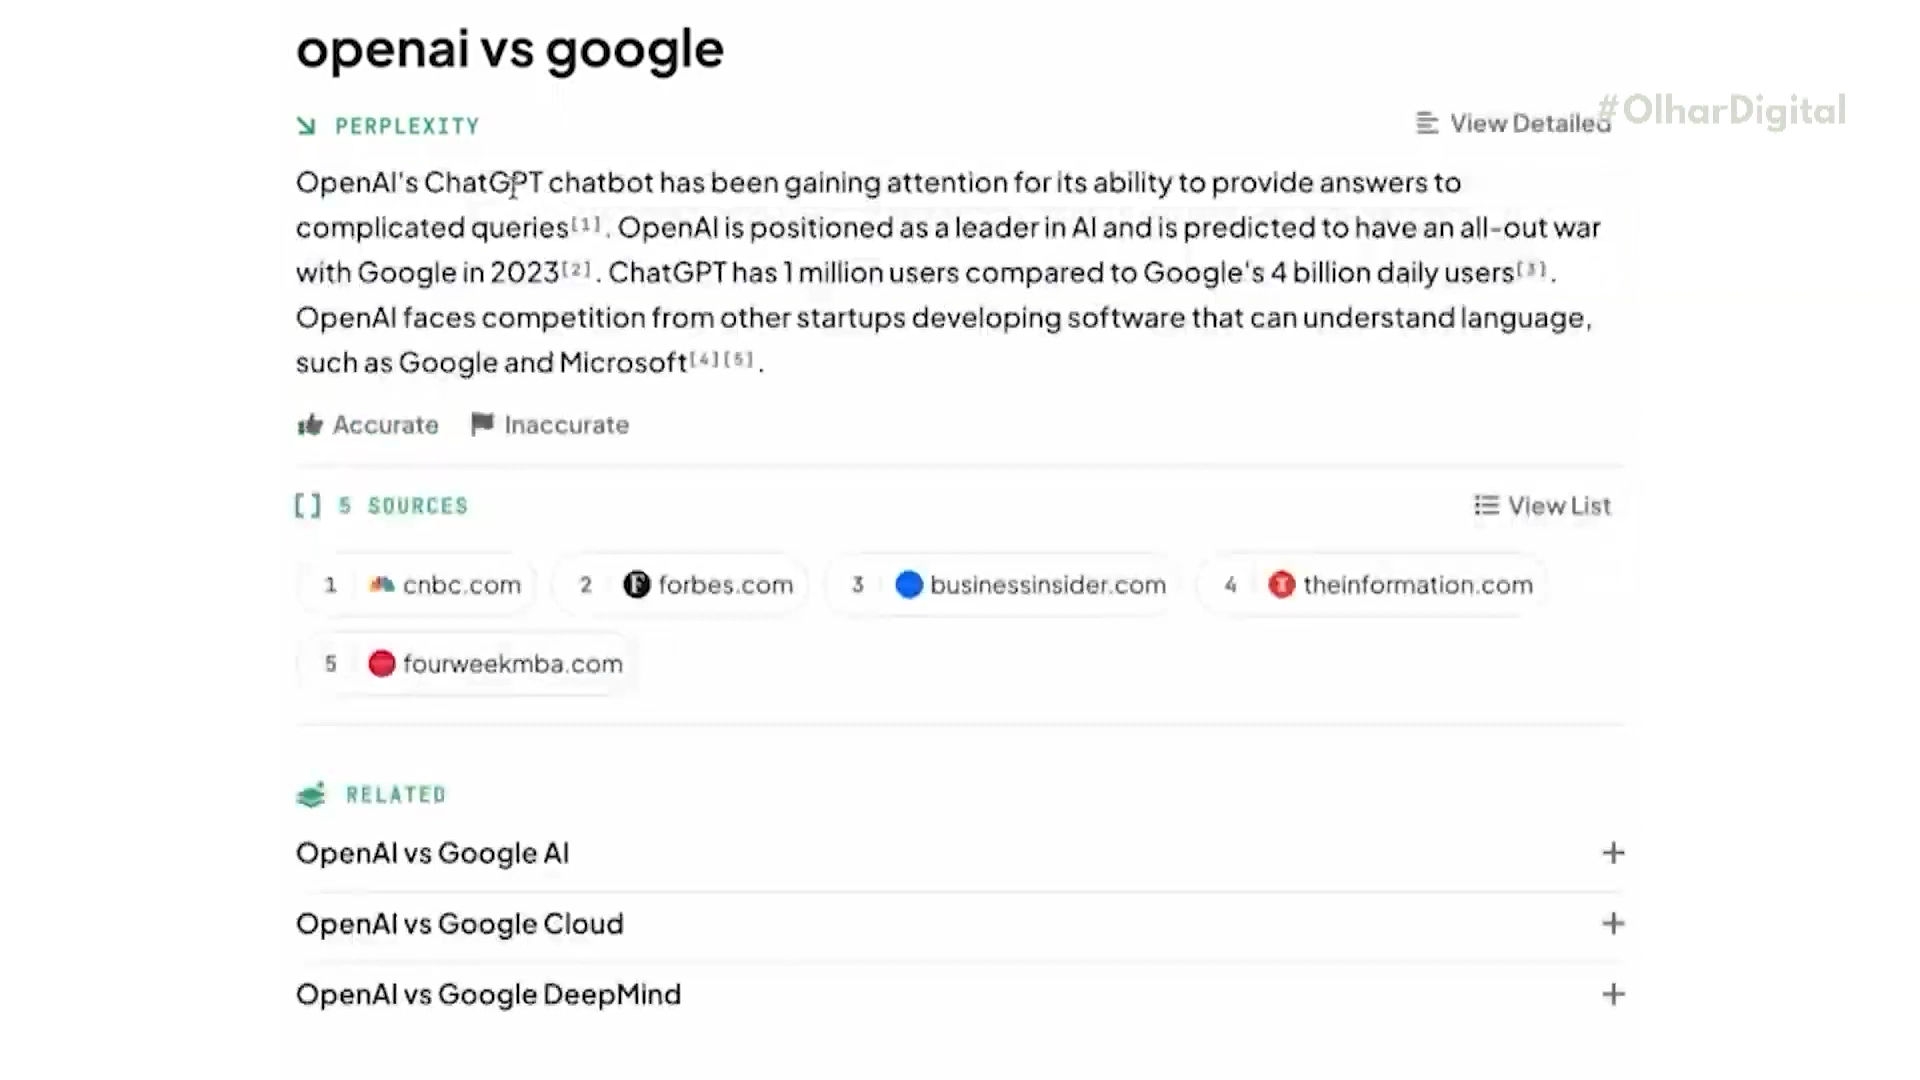 openai vs google
PERPLEXITY
View Detailed
#OlharDigital
OpenAI's ChatGPT chatbot has been gaining attention for its ability to provide answers to
complicated queries[1]. OpenAI is positioned as a leader in AI and is predicted to have an all-out war
with Google in 2023[2]. ChatGPT has 1 million users compared to Google's 4 billion daily users[3].
OpenAI faces competition from other startups developing software that can understand language,
such as Google and Microsoft[4][5].
Accurate Inaccurate
[] 5 SOURCES
View List
1 cnbc.com 2 forbes.com 3 businessinsider.com 4 theinformation.com
5 fourweekmba.com
RELATED
OpenAI vs Google AI +
OpenAI vs Google Cloud +
OpenAI vs Google DeepMind +